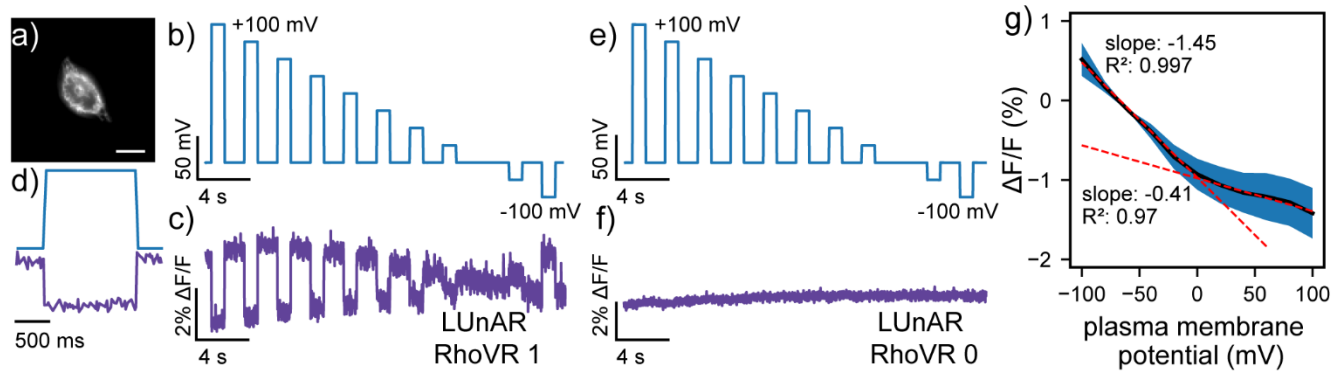 a)
b)
+100 mV
50 mV
4 s
-100 mV
c)
2% ΔF/F
4 s
LUnAR
RhoVR 1
d)
500 ms
e)
+100 mV
50 mV
4 s
-100 mV
f)
2% ΔF/F
4 s
LUnAR
RhoVR 0
g)
slope: -1.45
R²: 0.997
slope: -0.41
R²: 0.97
ΔF/F (%)
1
0
−1
−2
−100 −50 0 50 100
plasma membrane
potential (mV)